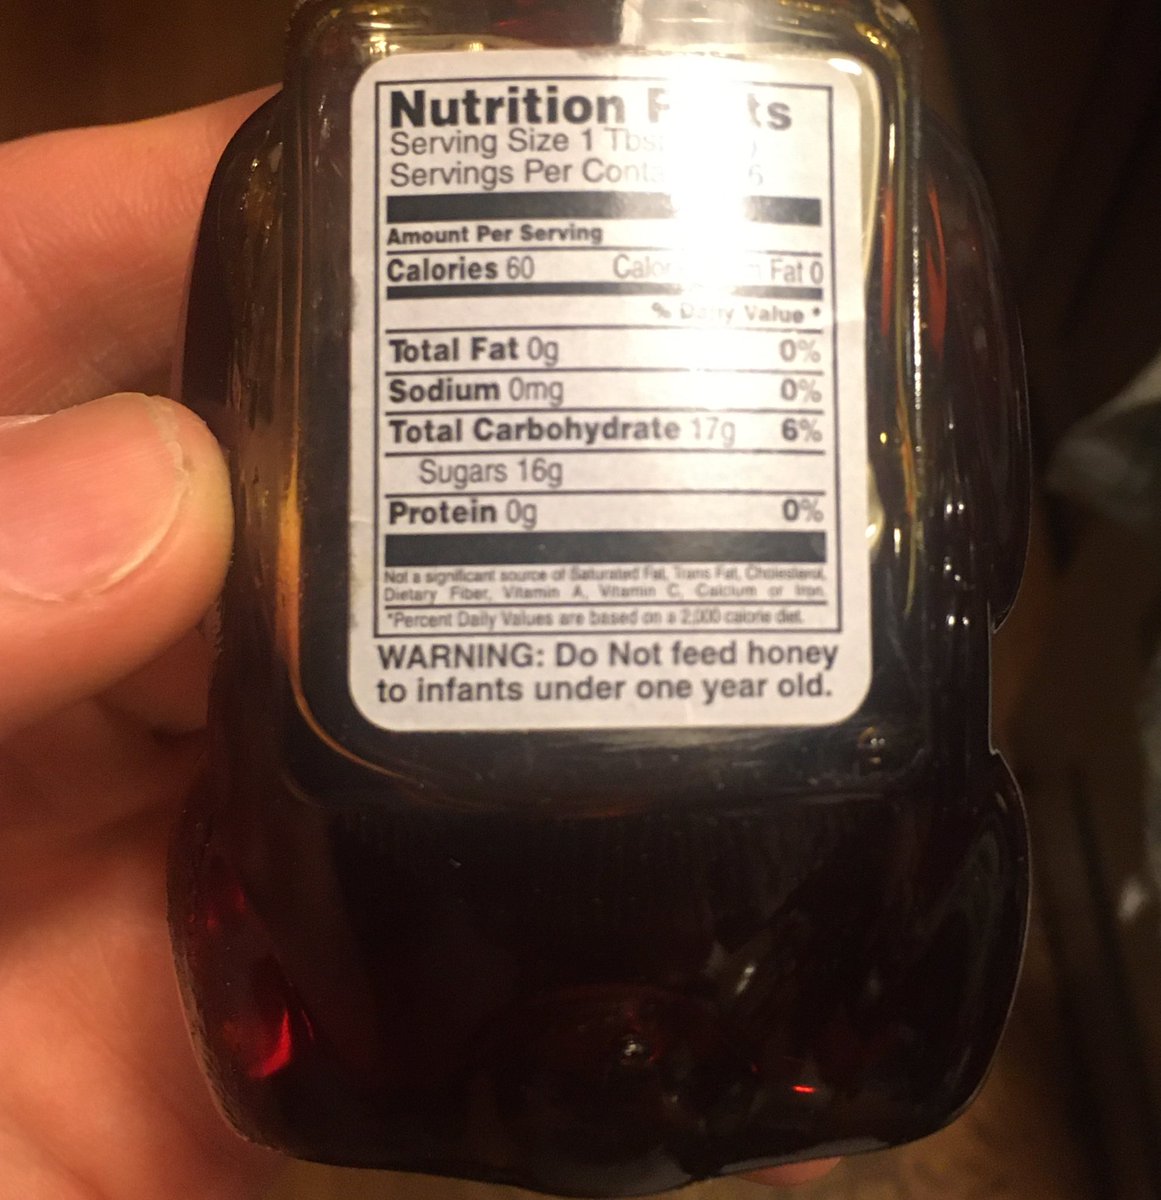 Nutrition
Serving Size 1
Servings Per
Amount Per Serving
Calories 60 Fat 0
% Daily Value *
Total Fat 0g 0%
Sodium 0mg 0%
Total Carbohydrate 17g 6%
Sugars 16g
Protein 0g 0%
Not a significant source of Saturated Fat, Trans Fat, Cholesterol,
Dietary Fiber, Vitamin A, Vitamin C, Calcium or Iron.
*Percent Daily Values are based on a 2,000 calorie diet.
WARNING: Do Not feed honey
to infants under one year old.